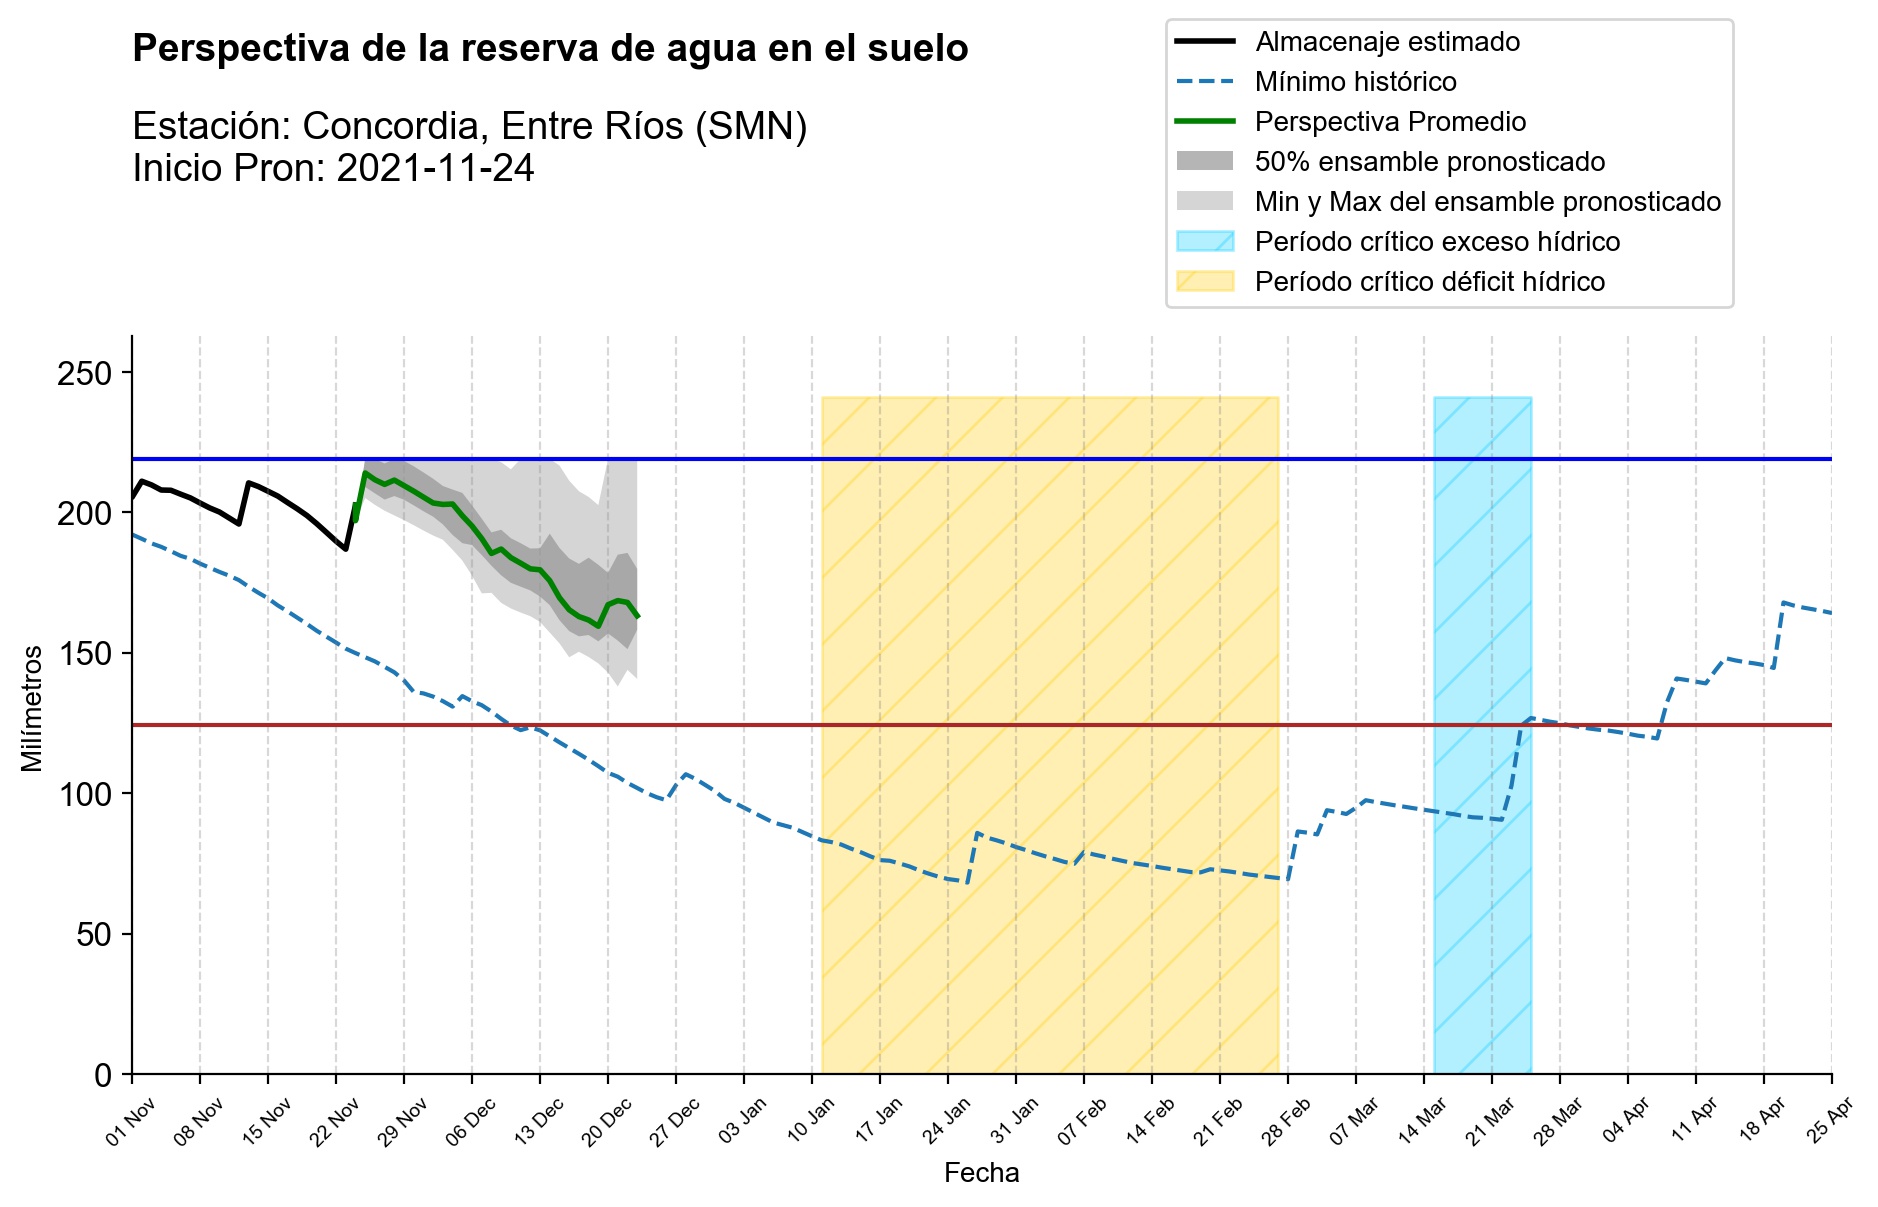 Perspectiva de la reserva de agua en el suelo
Estación: Concordia, Entre Ríos (SMN)
Inicio Pron: 2021-11-24
Almacenaje estimado
Mínimo histórico
Perspectiva Promedio
50% ensamble pronosticado
Min y Max del ensamble pronosticado
Período crítico exceso hídrico
Período crítico déficit hídrico
250
200
150
100
50
0
Milímetros
01 Nov
08 Nov
15 Nov
22 Nov
29 Nov
06 Dec
13 Dec
20 Dec
27 Dec
03 Jan
10 Jan
17 Jan
24 Jan
31 Jan
07 Feb
14 Feb
21 Feb
28 Feb
07 Mar
14 Mar
21 Mar
28 Mar
04 Apr
11 Apr
18 Apr
25 Apr
Fecha